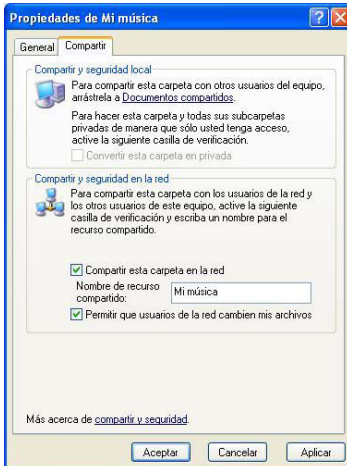 Propiedades de Mi música
General Compartir
Compartir y seguridad local
Para compartir esta carpeta con otros usuarios del equipo,
arrástrela a Documentos compartidos.
Para hacer esta carpeta y todas sus subcarpetas
privadas de manera que sólo usted tenga acceso,
active la siguiente casilla de verificación.
Convertir esta carpeta en privada
Compartir y seguridad en la red
Para compartir esta carpeta con los usuarios de la red y
los otros usuarios de este equipo, active la siguiente
casilla de verificación y escriba un nombre para el
recurso compartido.
Compartir esta carpeta en la red
Nombre de recurso
compartido: Mi música
Permitir que usuarios de la red cambien mis archivos
Más acerca de compartir y seguridad.
Aceptar Cancelar Aplicar